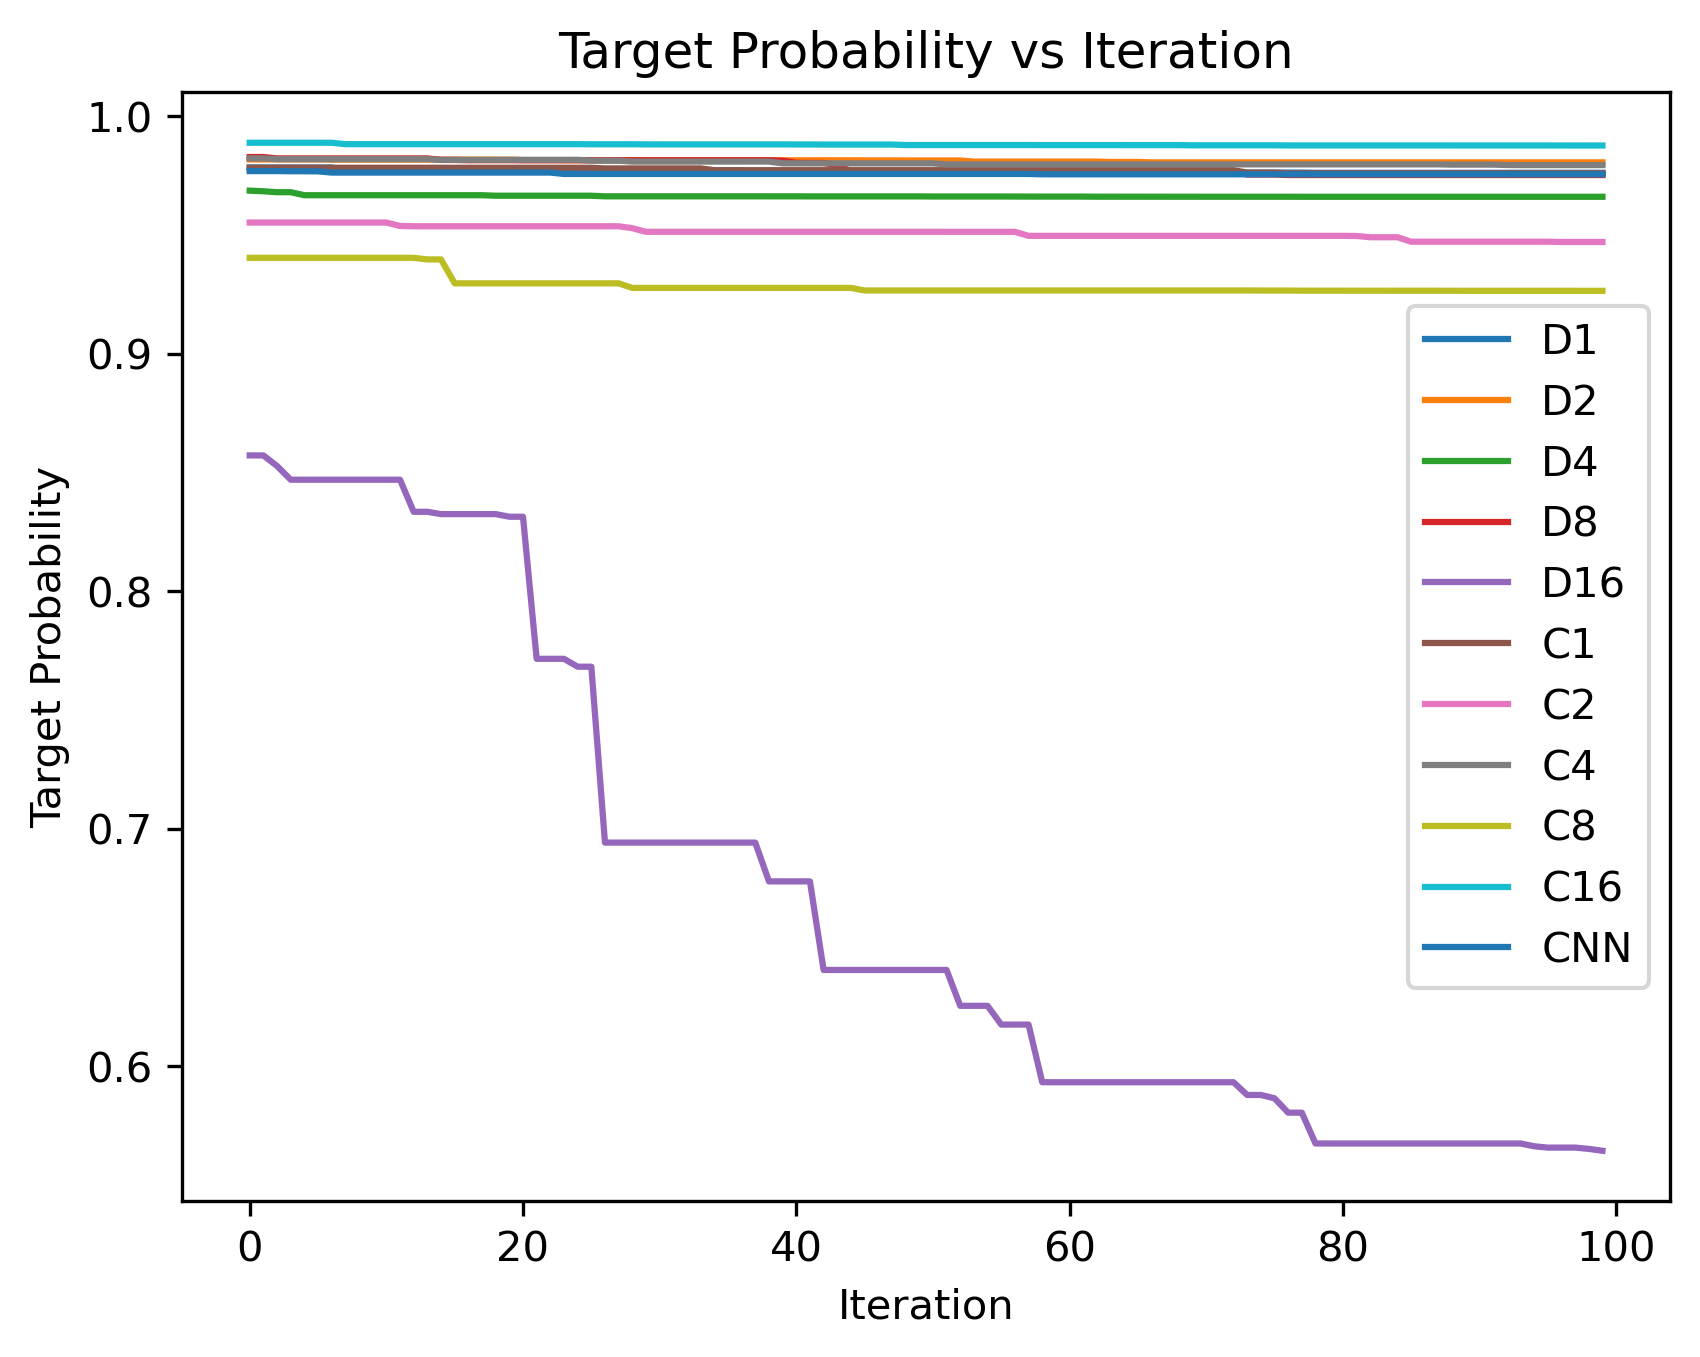 Target Probability vs Iteration
Target Probability
1.0
0.9
0.8
0.7
0.6
D1
D2
D4
D8
D16
C1
C2
C4
C8
C16
CNN
0 20 40 60 80 100
Iteration